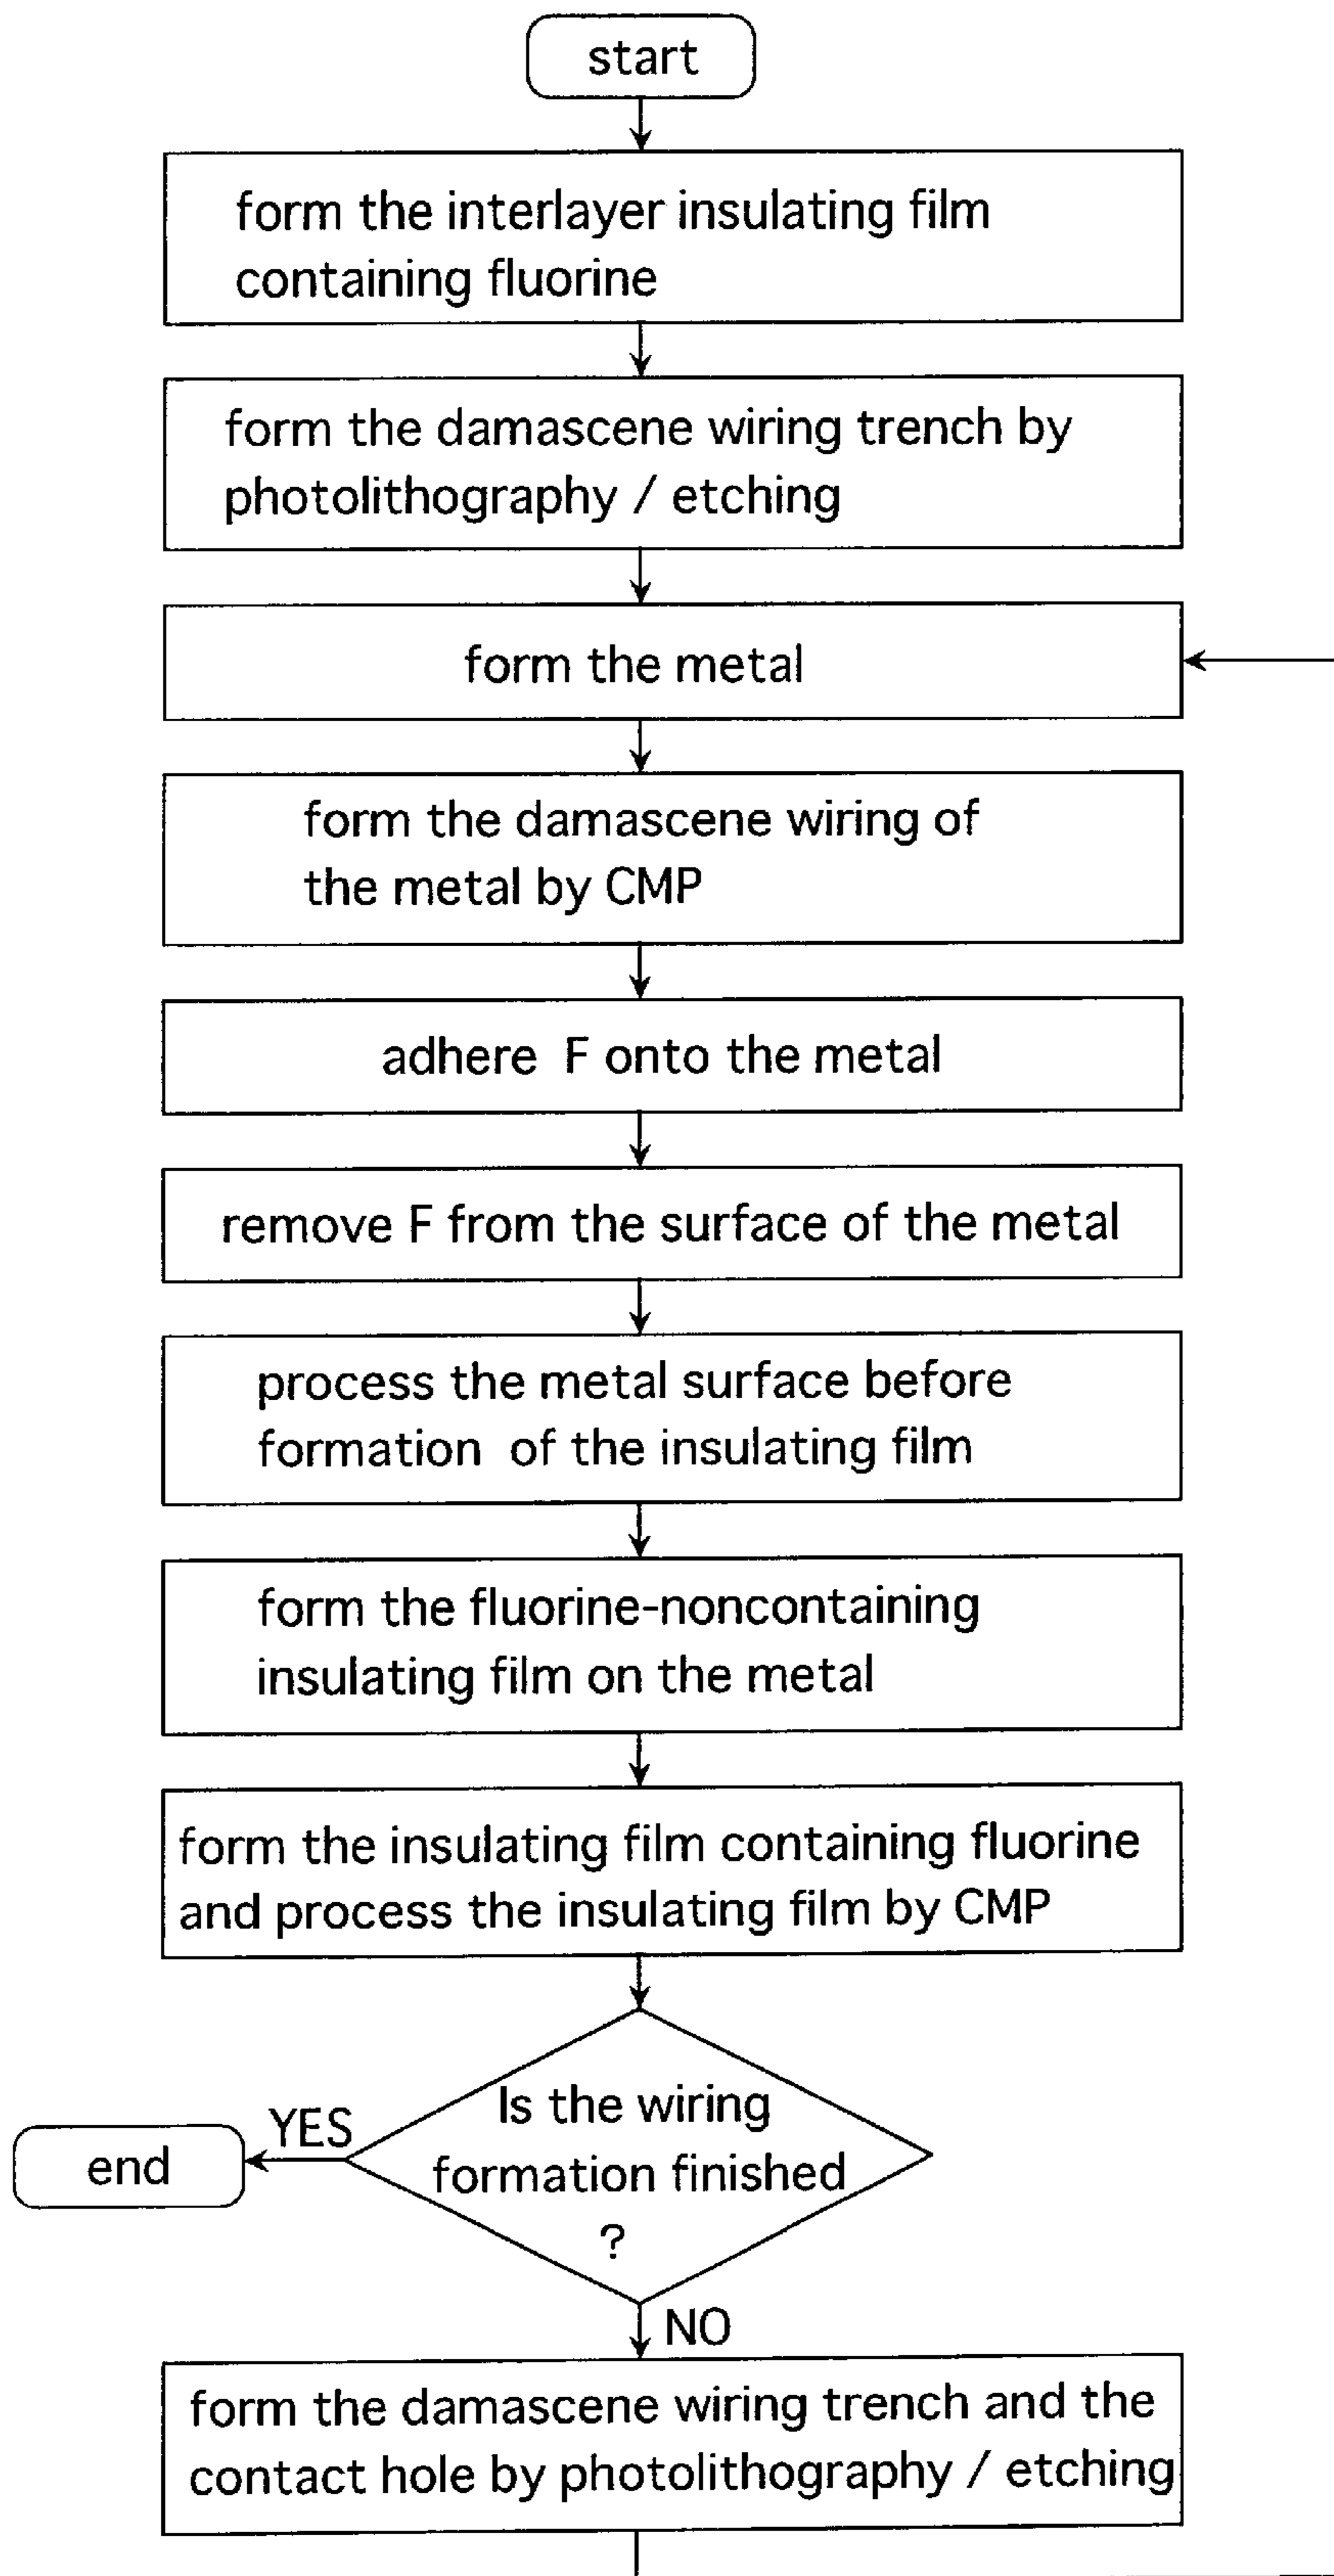 start
form the interlayer insulating film
containing fluorine
form the damascene wiring trench by
photolithography / etching
form the metal
form the damascene wiring of
the metal by CMP
adhere F onto the metal
remove F from the surface of the metal
process the metal surface before
formation of the insulating film
form the fluorine-noncontaining
insulating film on the metal
form the insulating film containing fluorine
and process the insulating film by CMP
Is the wiring
formation finished
?
YES
end
NO
form the damascene wiring trench and the
contact hole by photolithography / etching